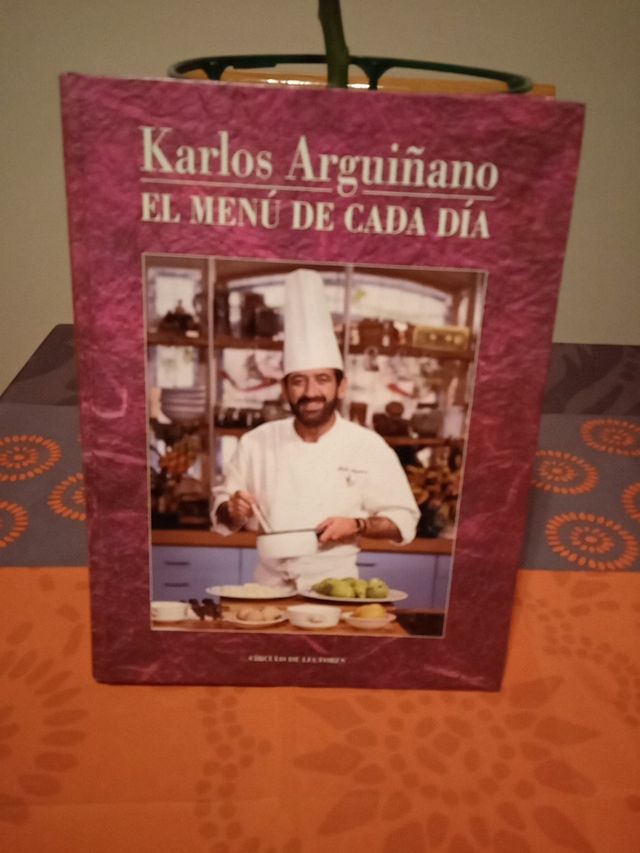 Karlos Arguiñano
EL MENÚ DE CADA DÍA
CÍRCULO DE LECTORES